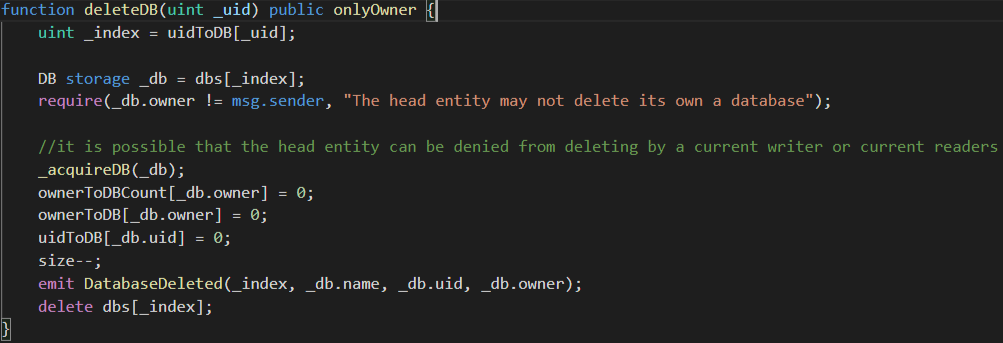 function deleteDB(uint _uid) public onlyOwner {
uint _index = uidToDB[_uid];
DB storage _db = dbs[_index];
require(_db.owner != msg.sender, "The head entity may not delete its own a database");
//it is possible that the head entity can be denied from deleting by a current writer or current readers
_acquireDB(_db);
ownerToDBCount[_db.owner] = 0;
ownerToDB[_db.owner] = 0;
uidToDB[_db.uid] = 0;
size--;
emit DatabaseDeleted(_index, _db.name, _db.uid, _db.owner);
delete dbs[_index];
}